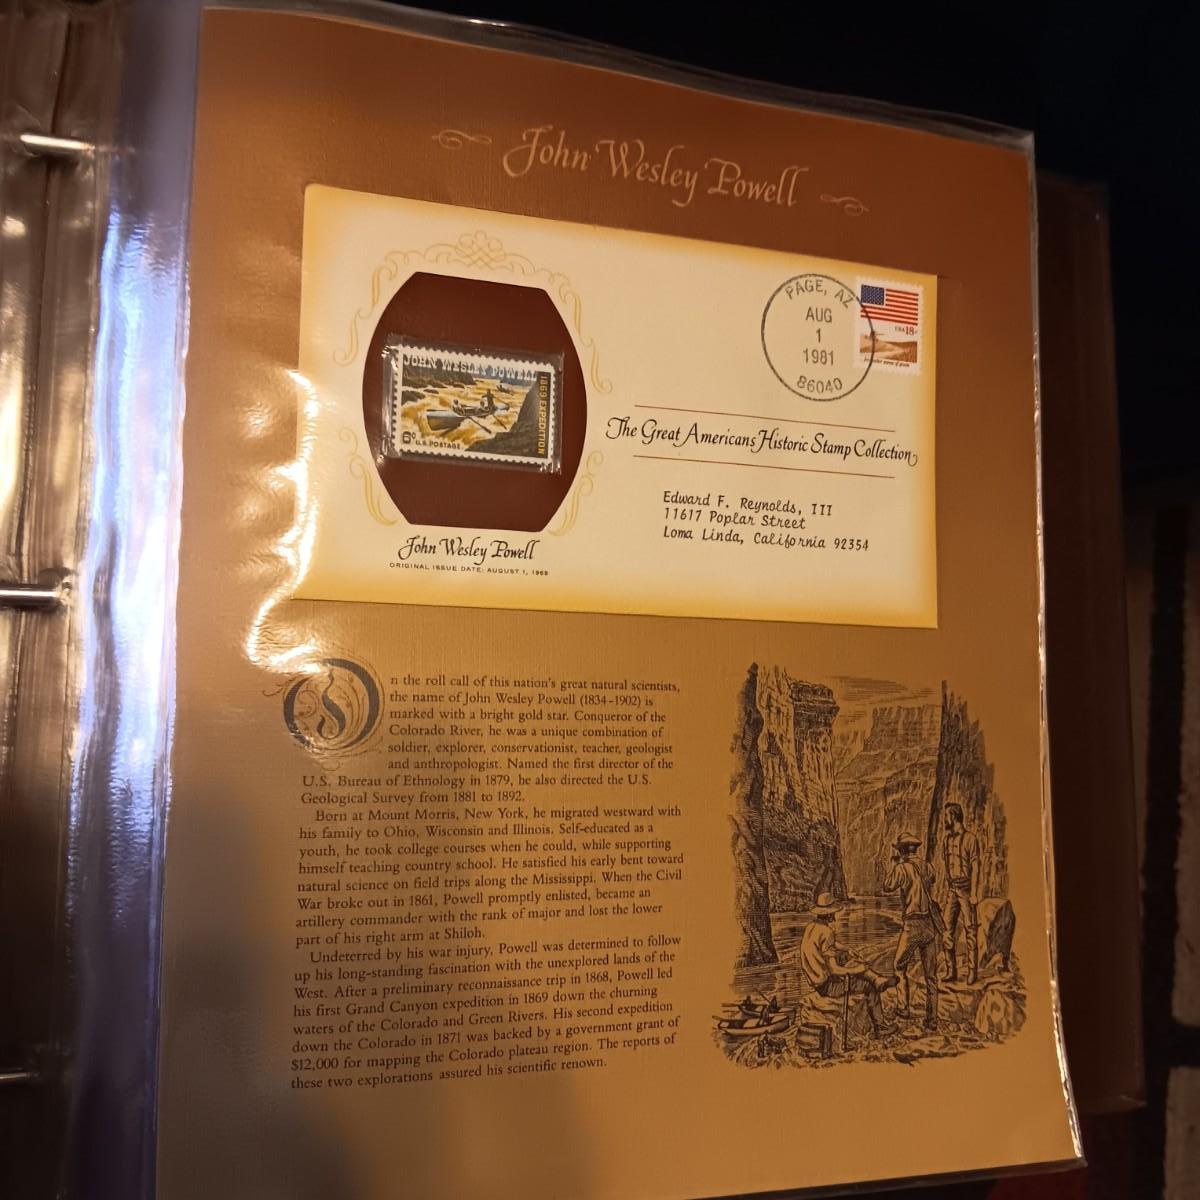 John Wesley Powell
PAGE, AZ
AUG
1
1981
86040
USA 18c
JOHN WESLEY POWELL
1869 EXPEDITION
6c
U.S. POSTAGE
The Great Americans Historic Stamp Collection
Edward F. Reynolds, III
11617 Poplar Street
Loma Linda, California 92354
John Wesley Powell
ORIGINAL ISSUE DATE: AUGUST 1, 1969
On the roll call of this nation's great natural scientists,
the name of John Wesley Powell (1834-1902) is
marked with a bright gold star. Conqueror of the
Colorado River, he was a unique combination of
soldier, explorer, conservationist, teacher, geologist
and anthropologist. Named the first director of the
U.S. Bureau of Ethnology in 1879, he also directed the U.S.
Geological Survey from 1881 to 1892.
Born at Mount Morris, New York, he migrated westward with
his family to Ohio, Wisconsin and Illinois. Self-educated as a
youth, he took college courses when he could, while supporting
himself teaching country school. He satisfied his early bent toward
natural science on field trips along the Mississippi. When the Civil
War broke out in 1861, Powell promptly enlisted, became an
artillery commander with the rank of major and lost the lower
part of his right arm at Shiloh.
Undeterred by his war injury, Powell was determined to follow
up his long-standing fascination with the unexplored lands of the
West. After a preliminary reconnaissance trip in 1868, Powell led
his first Grand Canyon expedition in 1869 down the churning
waters of the Colorado and Green Rivers. His second expedition
down the Colorado in 1871 was backed by a government grant of
$12,000 for mapping the Colorado plateau region. The reports of
these two explorations assured his scientific renown.